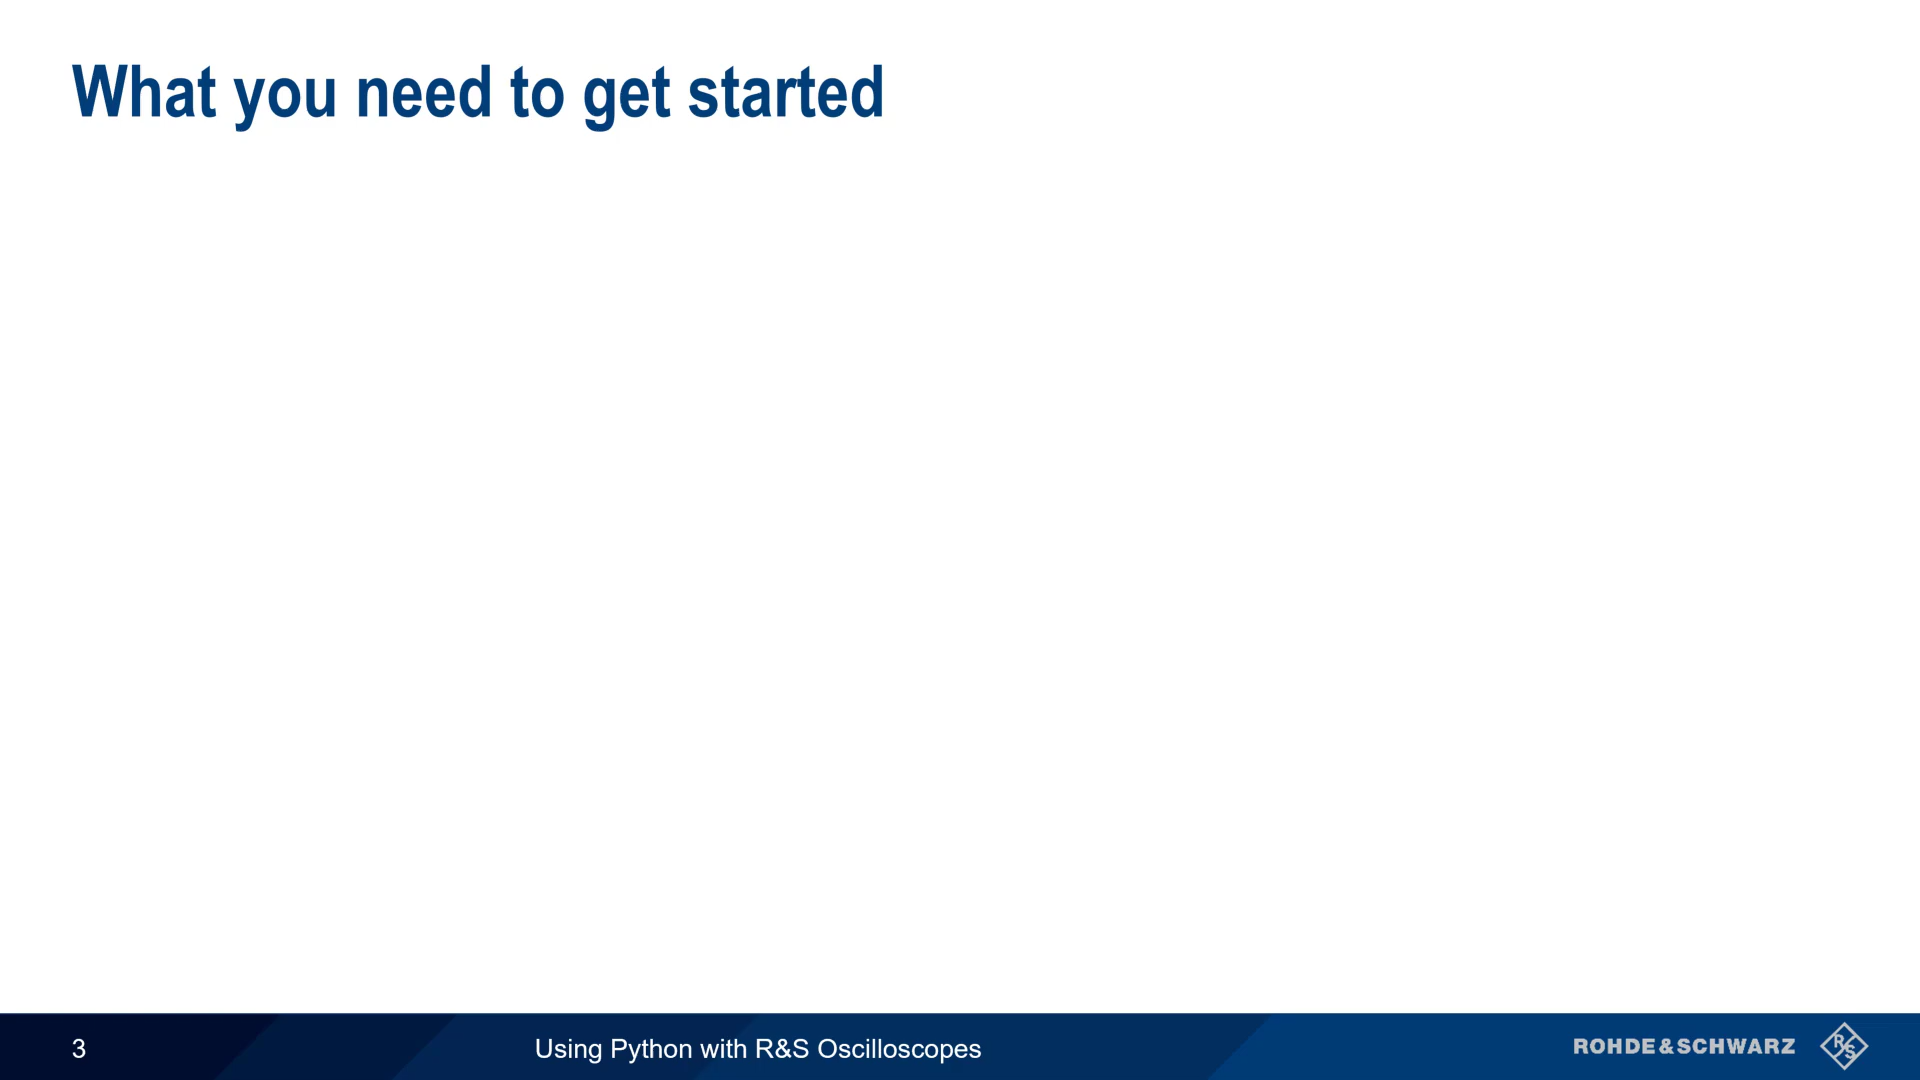 What you need to get started
3
Using Python with R&S Oscilloscopes
ROHDE&SCHWARZ
R
S